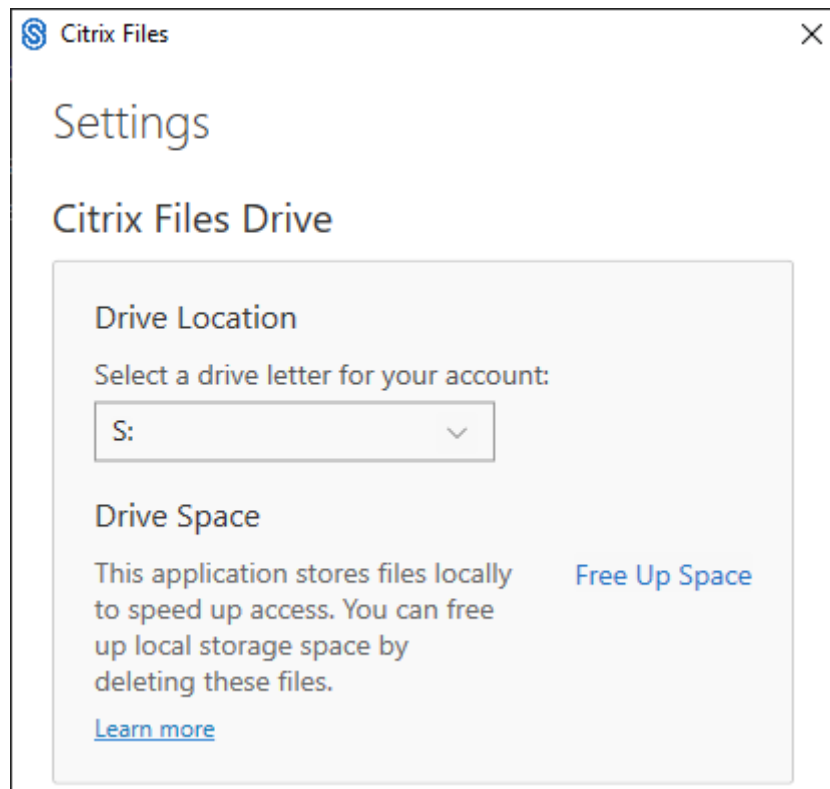 Citrix Files
Settings
Citrix Files Drive
Drive Location
Select a drive letter for your account:
S:
Drive Space
This application stores files locally
to speed up access. You can free
up local storage space by
deleting these files.
Free Up Space
Learn more